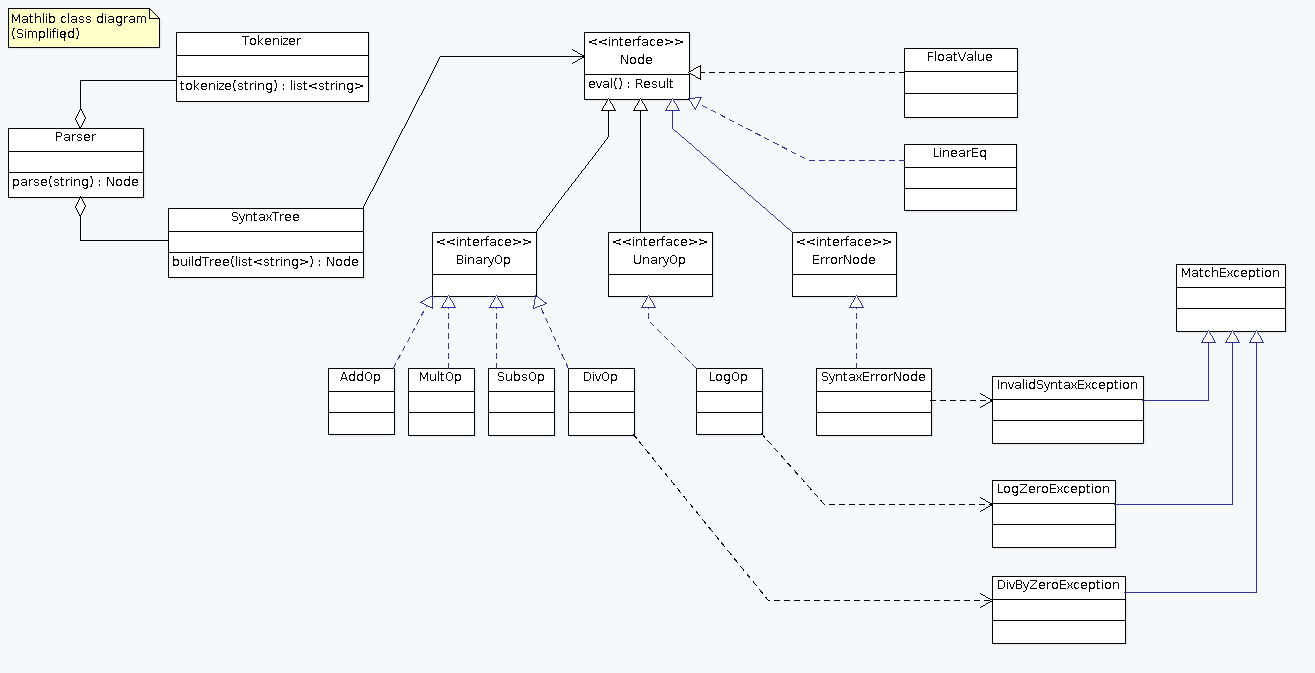 Mathlib class diagram
(Simplified)
Tokenizer
tokenize(string) : list<string>
Parser
parse(string) : Node
SyntaxTree
buildTree(list<string>) : Node
<<interface>>
Node
eval() : Result
FloatValue
LinearEq
<<interface>>
BinaryOp
<<interface>>
UnaryOp
<<interface>>
ErrorNode
MatchException
AddOp
MultOp
SubsOp
DivOp
LogOp
SyntaxErrorNode
InvalidSyntaxException
LogZeroException
DivByZeroException